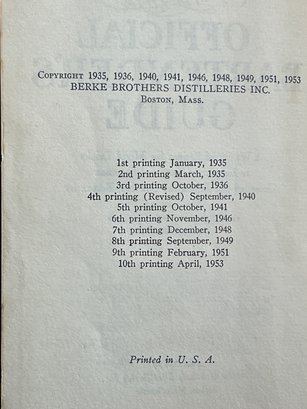 COPYRIGHT 1935, 1936, 1940, 1941, 1946, 1948, 1949, 1951, 1953
BERKE BROTHERS DISTILLERIES INC.
BOSTON, MASS.
1st printing January, 1935
2nd printing March, 1935
3rd printing October, 1936
4th printing (Revised) September, 1940
5th printing October, 1941
6th printing November, 1946
7th printing December, 1948
8th printing September, 1949
9th printing February, 1951
10th printing April, 1953
Printed in U. S. A.